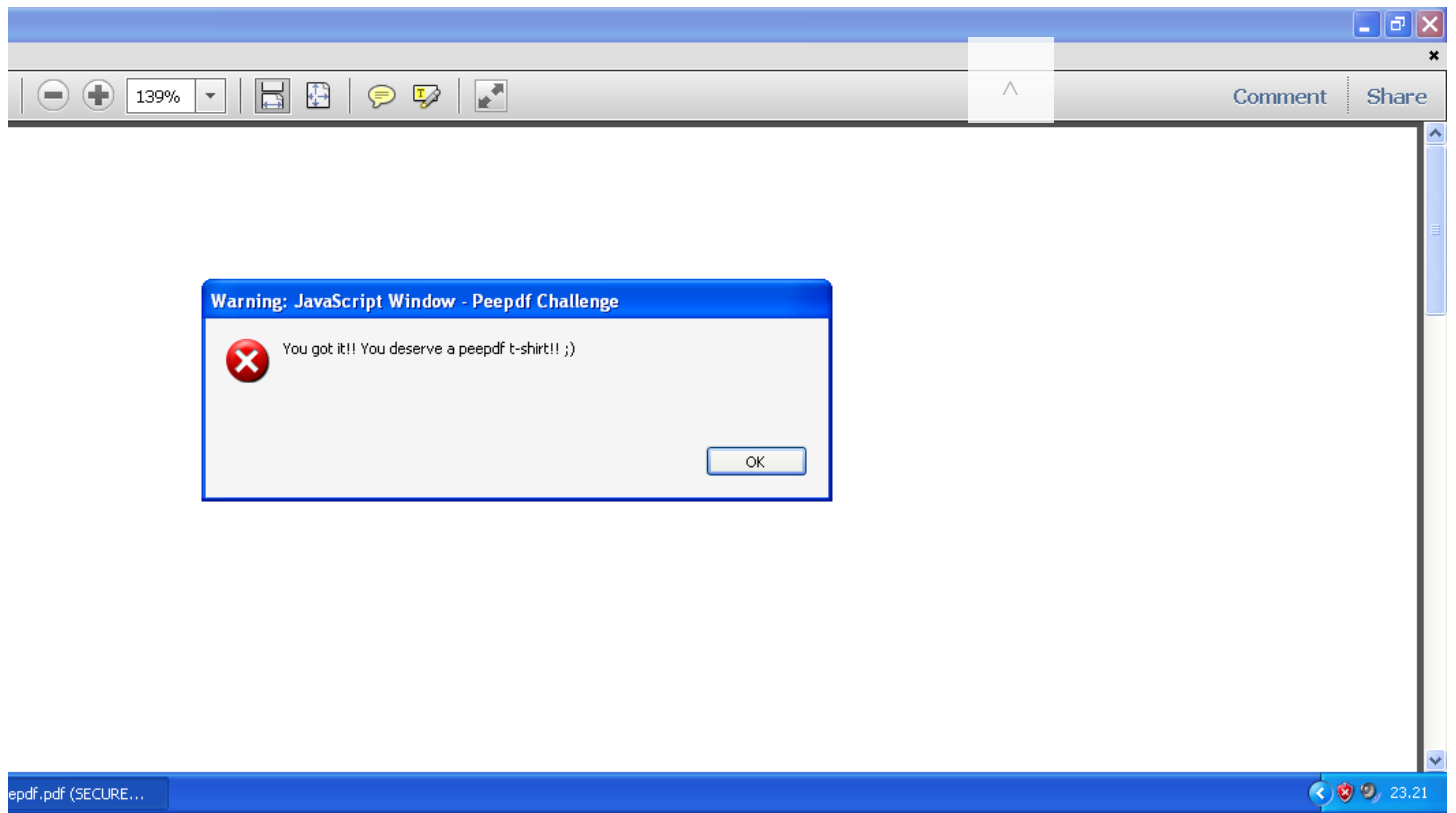 139%
Comment
Share
Warning: JavaScript Window - Peepdf Challenge
You got it!! You deserve a peepdf t-shirt!! ;)
OK
epdf.pdf (SECURE...
23.21